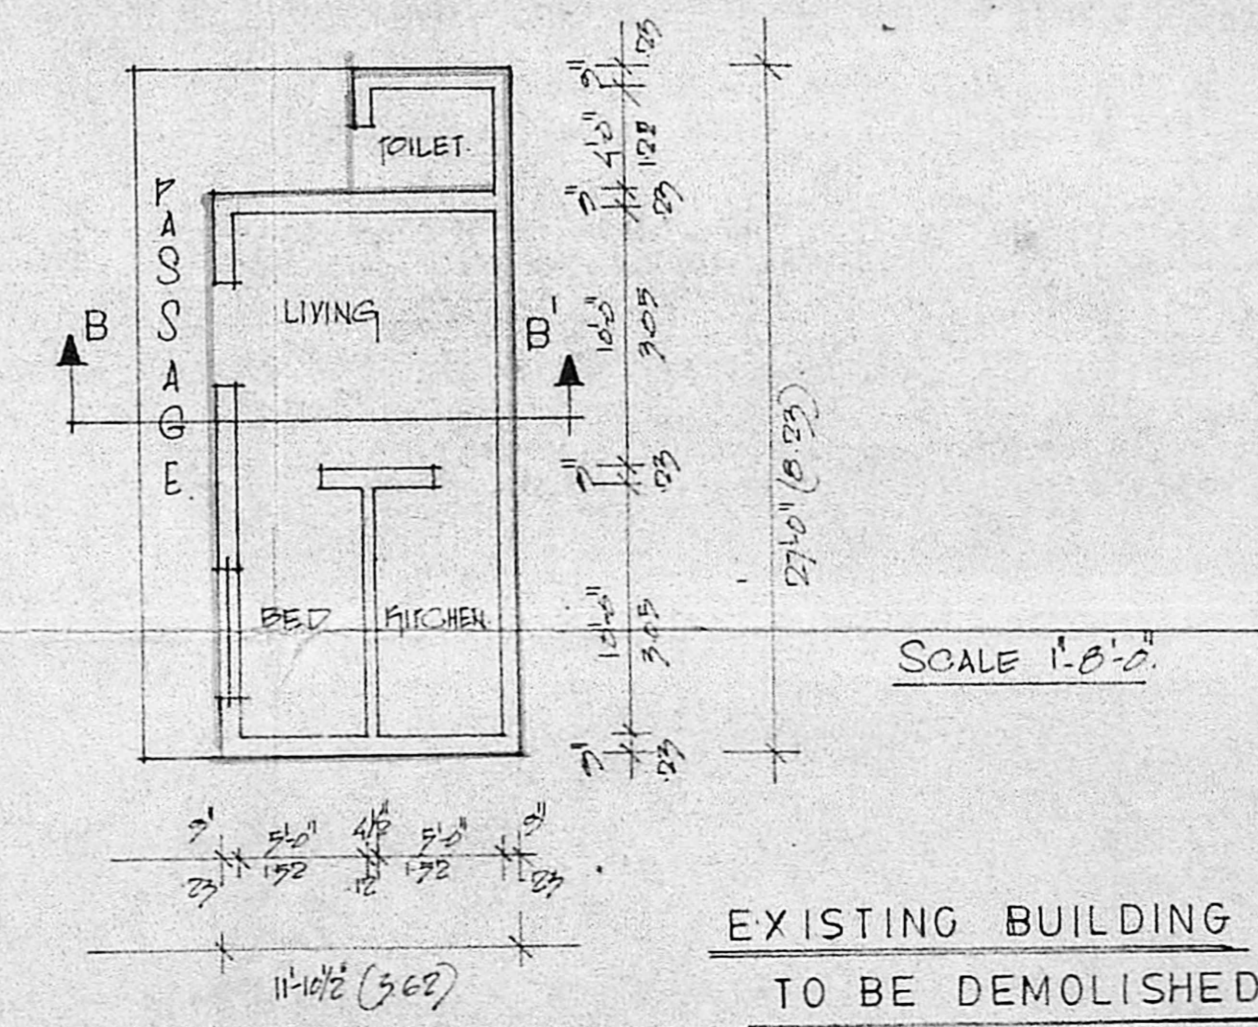 TOILET.
PASSAGE.
LIVING
B
B'
BED
KITCHEN.
9" .23
4'-0" 1.22
9" .23
10'-0" 3.05
9" .23
10'-0" 3.05
9" .23
27'-0" (8.23)
SCALE 1"-8'-0".
9" 5'-0" 4½" 5'-0" 9"
.23 1.52 .12 1.52 .23
11'-10½" (3.62)
EXISTING BUILDING
TO BE DEMOLISHED